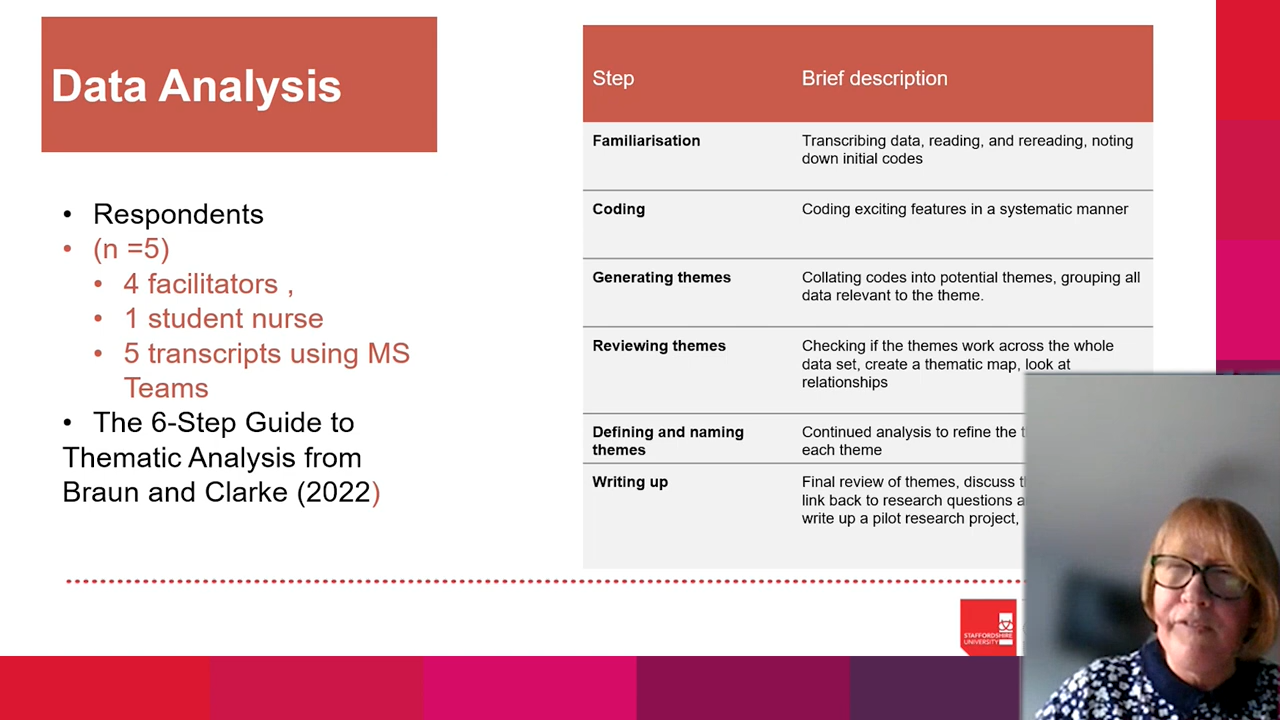 Data Analysis
• Respondents
• (n =5)
• 4 facilitators ,
• 1 student nurse
• 5 transcripts using MS
Teams
• The 6-Step Guide to
Thematic Analysis from
Braun and Clarke (2022)
Step Brief description
Familiarisation Transcribing data, reading, and rereading, noting
down initial codes
Coding Coding exciting features in a systematic manner
Generating themes Collating codes into potential themes, grouping all
data relevant to the theme.
Reviewing themes Checking if the themes work across the whole
data set, create a thematic map, look at
relationships
Defining and naming Continued analysis to refine the
themes each theme
Writing up Final review of themes, discuss
link back to research questions
write up a pilot research project,
STAFFORDSHIRE
UNIVERSITY